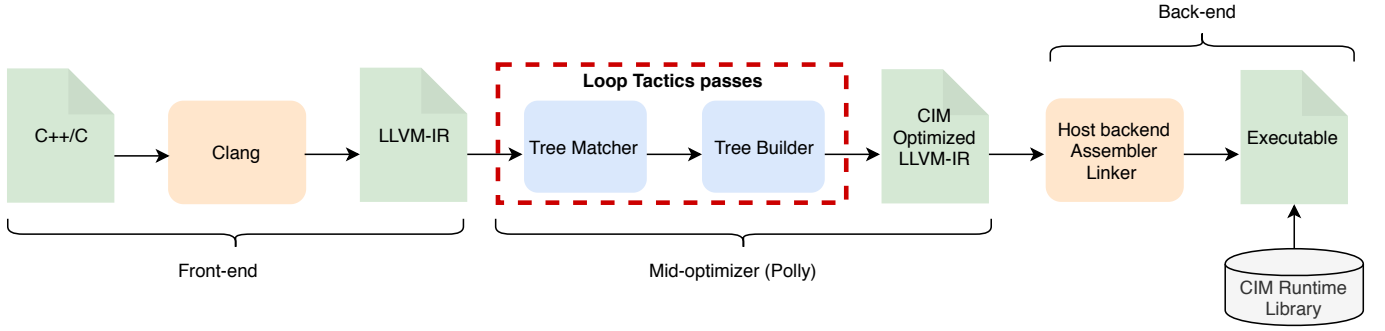 Back-end
Loop Tactics passes
C++/C
Clang
LLVM-IR
Tree Matcher
Tree Builder
CIM
Optimized
LLVM-IR
Host backend
Assembler
Linker
Executable
Front-end
Mid-optimizer (Polly)
CIM Runtime
Library